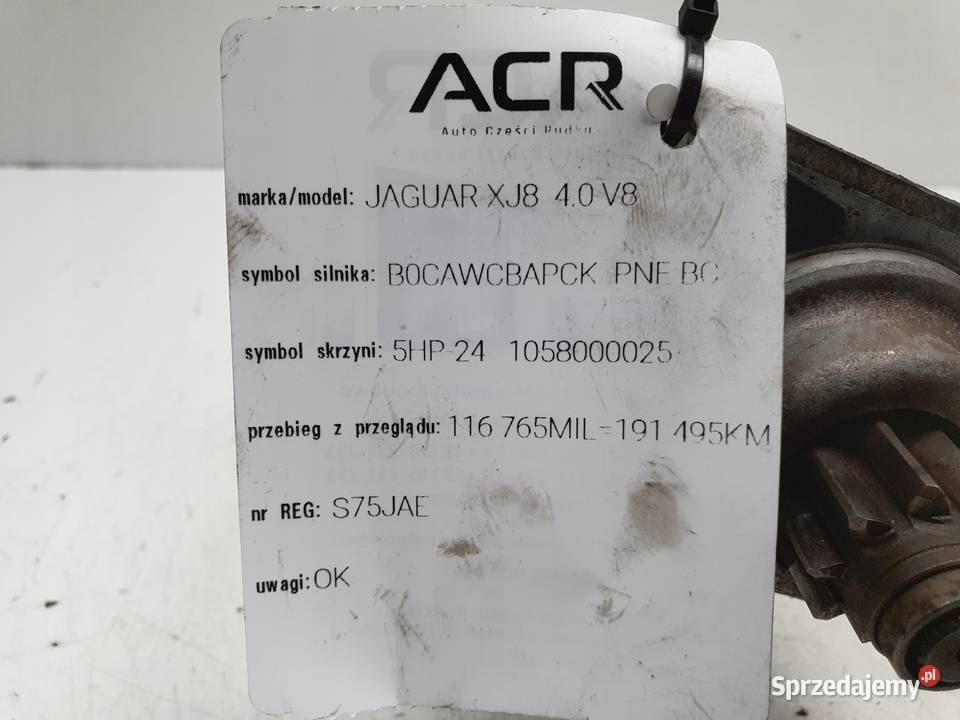 ACR
Auto Części Rudka
marka/model: JAGUAR XJ8 4.0 V8
symbol silnika: B0CAWCBAPCK PNE BC
symbol skrzyni: 5HP-24 1058000025
przebieg z przeglądu: 116 765MIL=191 495KM
nr REG: S75JAE
uwagi: OK
Sprzedajemy.pl